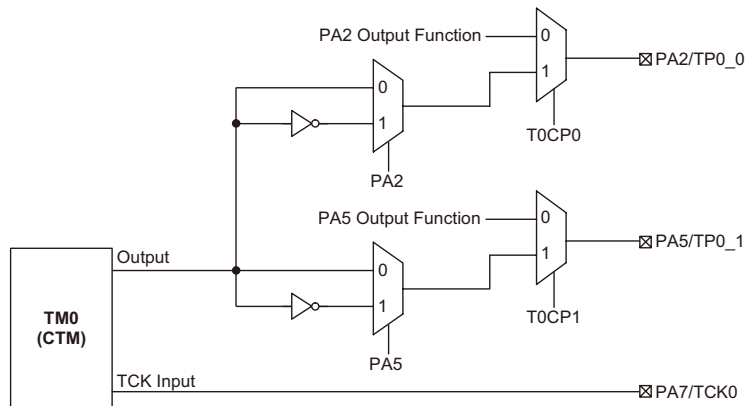 PA2 Output Function
0
1
PA2/TP0_0
T0CP0
0
1
PA2
PA5 Output Function
0
1
PA5/TP0_1
T0CP1
Output
0
1
PA5
TM0
(CTM)
TCK Input
PA7/TCK0